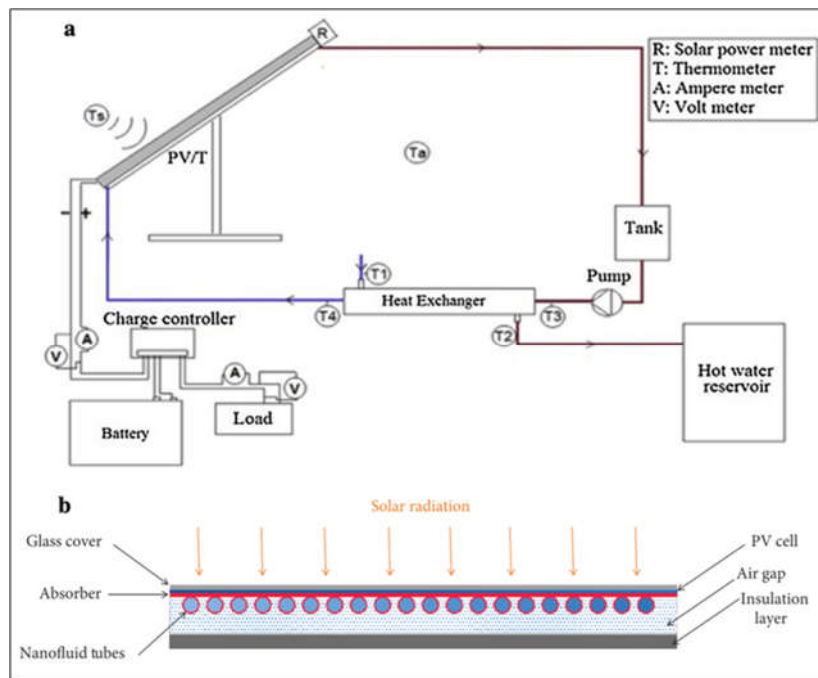 a
R
R: Solar power meter
T: Thermometer
A: Ampere meter
V: Volt meter
Ts
PV/T
Ta
− +
Tank
Pump
T1
Heat Exchanger
T4
T3
T2
Charge controller
A
V
A
V
Battery
Load
Hot water
reservoir
b
Solar radiation
Glass cover
PV cell
Absorber
Air gap
Insulation
layer
Nanofluid tubes